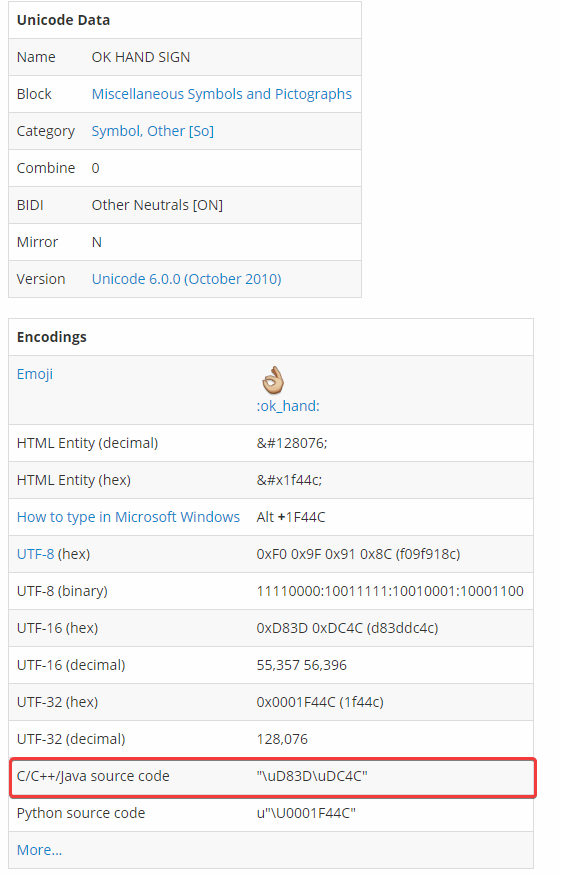 Unicode Data
Name OK HAND SIGN
Block Miscellaneous Symbols and Pictographs
Category Symbol, Other [So]
Combine 0
BIDI Other Neutrals [ON]
Mirror N
Version Unicode 6.0.0 (October 2010)
Encodings
Emoji 👌
:ok_hand:
HTML Entity (decimal) &#128076;
HTML Entity (hex) &#x1f44c;
How to type in Microsoft Windows Alt +1F44C
UTF-8 (hex) 0xF0 0x9F 0x91 0x8C (f09f918c)
UTF-8 (binary) 11110000:10011111:10010001:10001100
UTF-16 (hex) 0xD83D 0xDC4C (d83ddc4c)
UTF-16 (decimal) 55,357 56,396
UTF-32 (hex) 0x0001F44C (1f44c)
UTF-32 (decimal) 128,076
C/C++/Java source code "\uD83D\uDC4C"
Python source code u"\U0001F44C"
More...